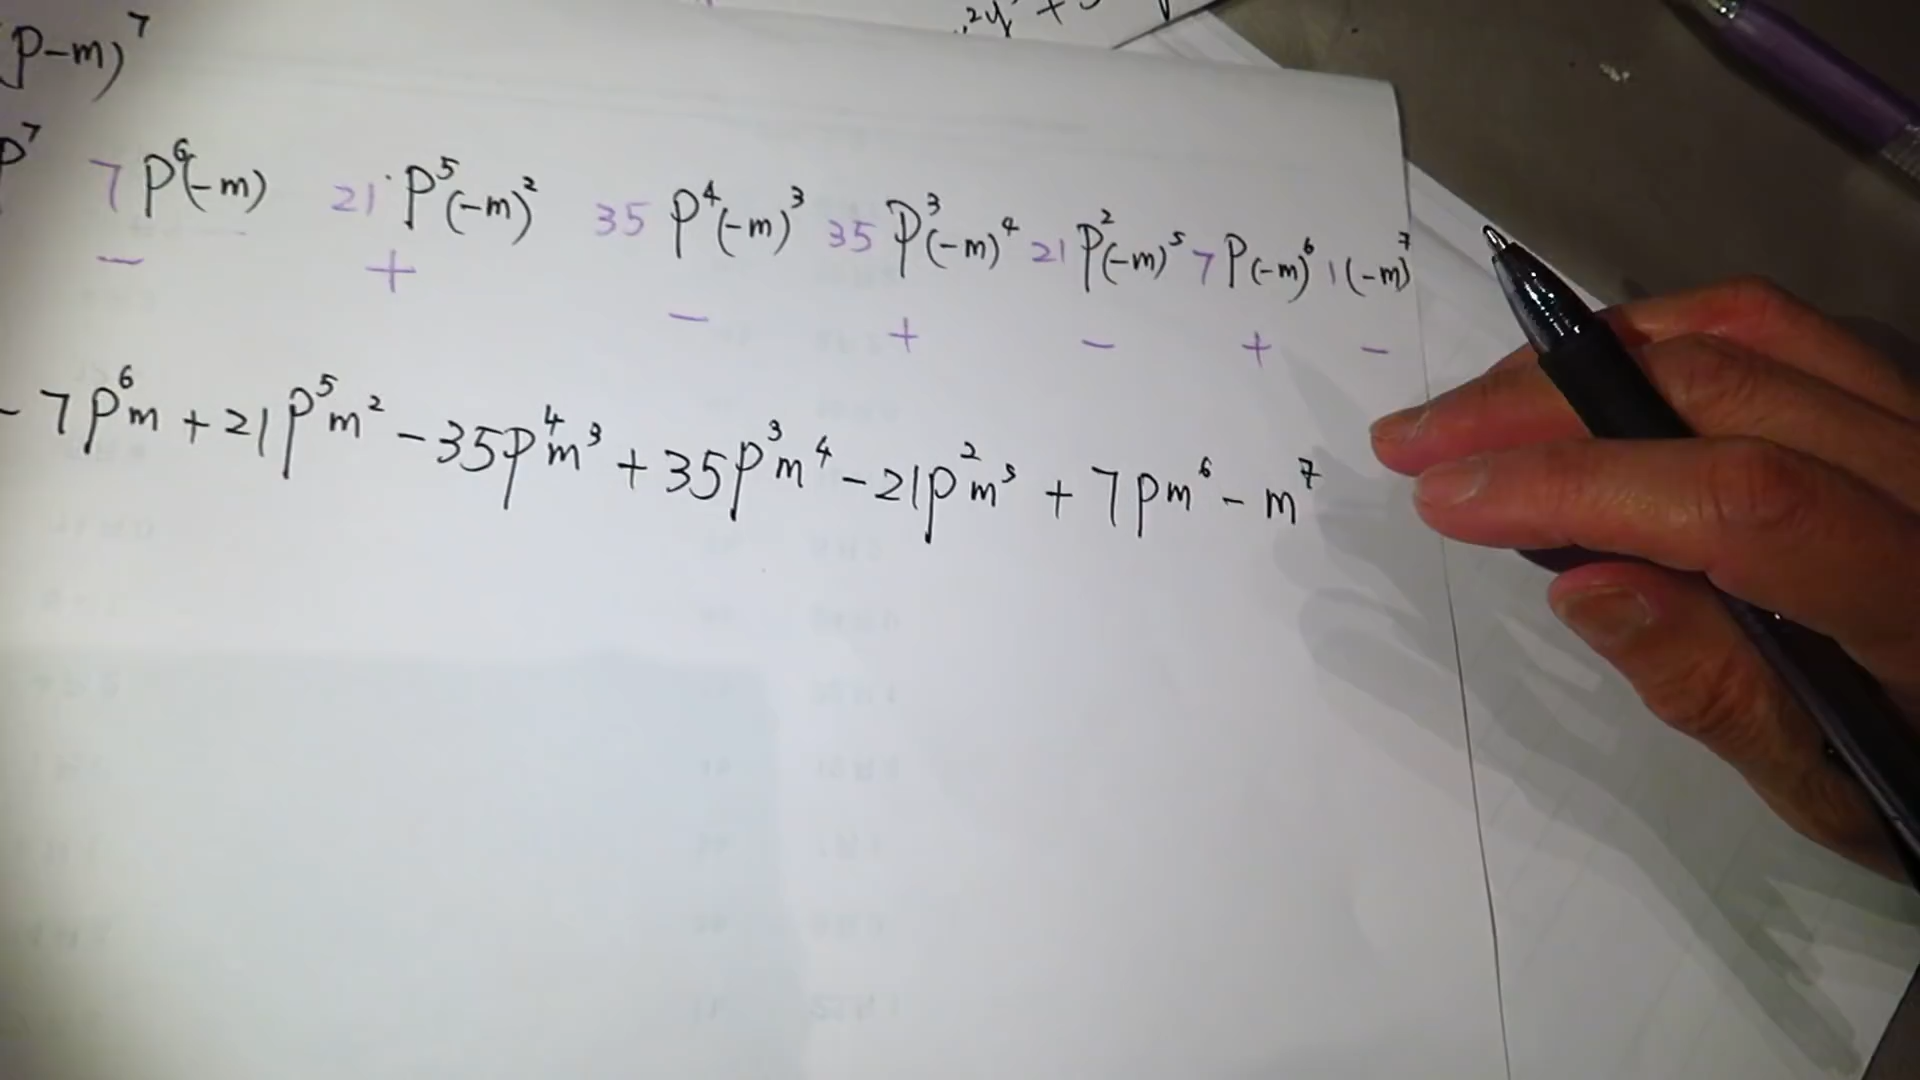 2y +
(p-m)⁷
p⁷ 7p⁶(-m) 21 p⁵(-m)² 35 p⁴(-m)³ 35 p³(-m)⁴ 21 p²(-m)⁵ 7 p(-m)⁶ 1(-m)⁷
- + - + - + -
- 7p⁶m + 21p⁵m² - 35p⁴m³ + 35p³m⁴ - 21p²m⁵ + 7pm⁶ - m⁷